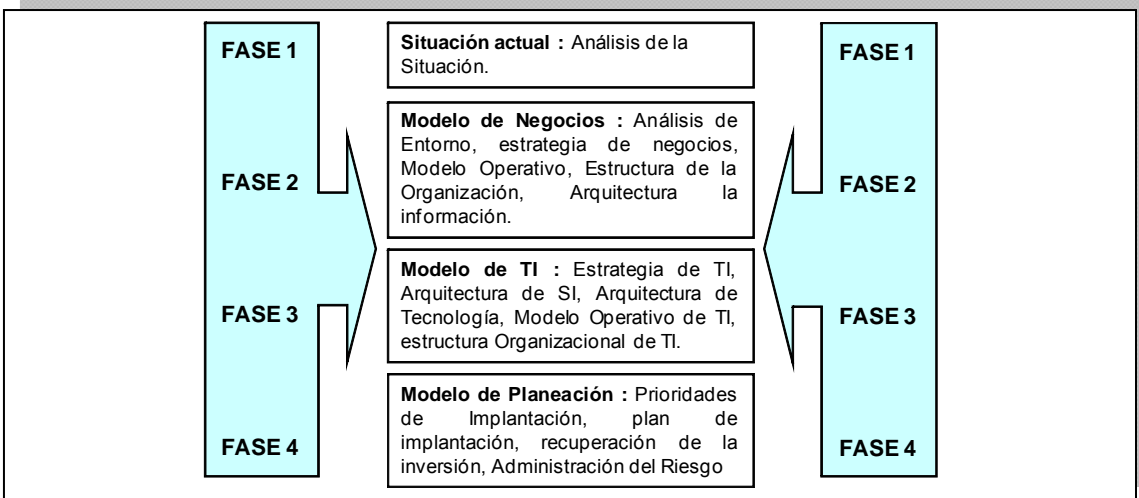 FASE 1
FASE 2
FASE 3
FASE 4
Situación actual : Análisis de la
Situación.
Modelo de Negocios : Análisis de
Entorno, estrategia de negocios,
Modelo Operativo, Estructura de la
Organización, Arquitectura la
información.
Modelo de TI : Estrategia de TI,
Arquitectura de SI, Arquitectura de
Tecnología, Modelo Operativo de TI,
estructura Organizacional de TI.
Modelo de Planeación : Prioridades
de Implantación, plan de
implantación, recuperación de la
inversión, Administración del Riesgo
FASE 1
FASE 2
FASE 3
FASE 4